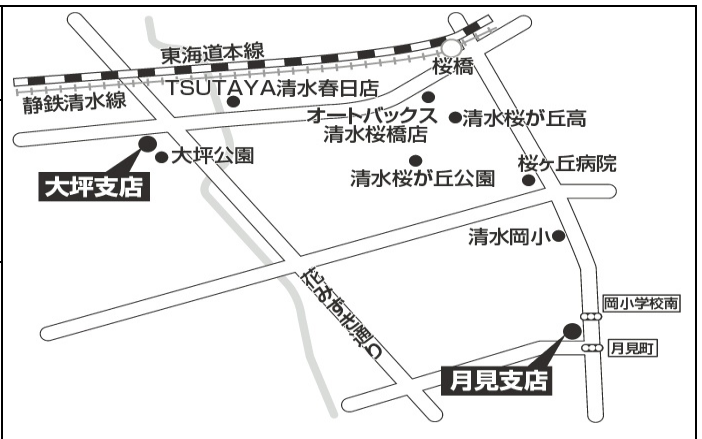 東海道本線
桜橋
静鉄清水線
TSUTAYA清水春日店
オートバックス
清水桜橋店
清水桜が丘高
大坪公園
大坪支店
清水桜が丘公園
桜ヶ丘病院
清水岡小
さつき通り
岡小学校南
月見町
月見支店